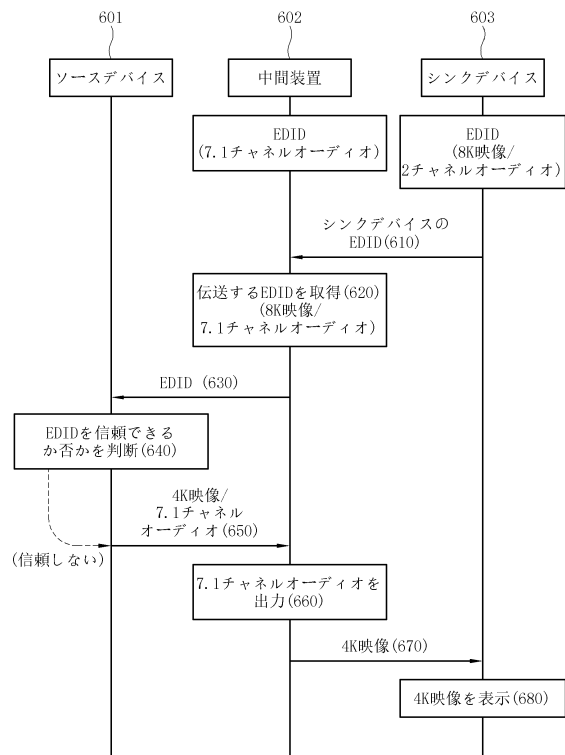 601
602
603
ソースデバイス
中間装置
シンクデバイス
EDID
(7.1チャネルオーディオ)
EDID
(8K映像/
2チャネルオーディオ)
シンクデバイスの
EDID(610)
伝送するEDIDを取得(620)
(8K映像/
7.1チャネルオーディオ)
EDID (630)
EDIDを信頼できる
か否かを判断(640)
4K映像/
7.1チャネル
オーディオ(650)
(信頼しない)
7.1チャネルオーディオを
出力(660)
4K映像(670)
4K映像を表示(680)